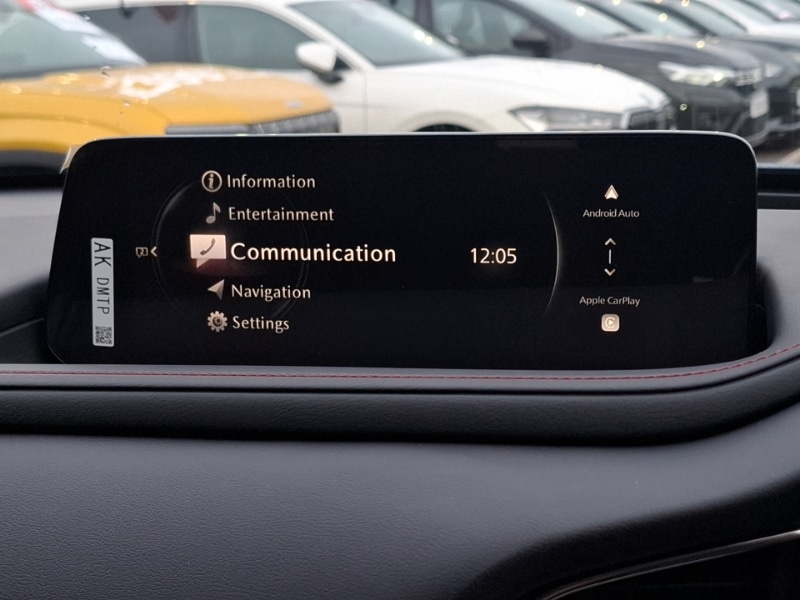 Information
Entertainment
Communication
Navigation
Settings
12:05
Android Auto
Apple CarPlay
AK DMTP